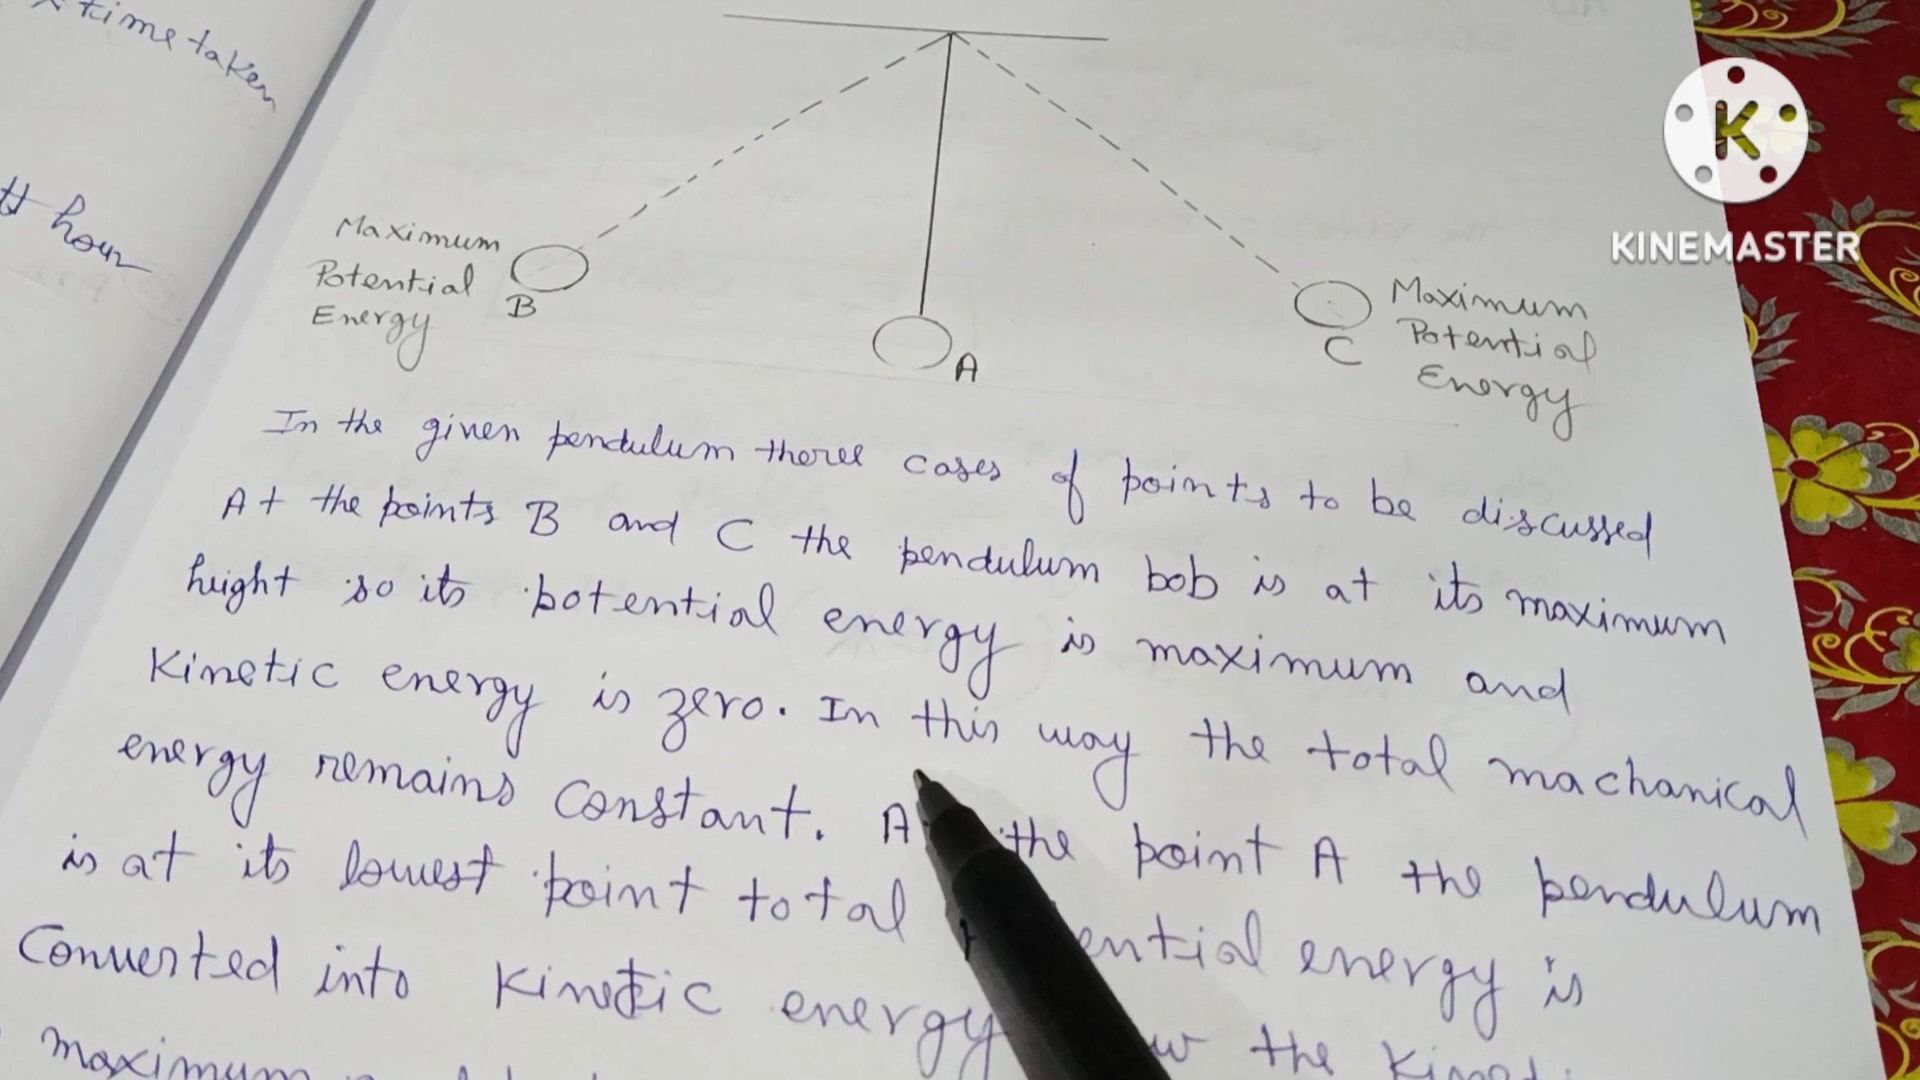 time taken
hour
KINEMASTER
Maximum
Potential
Energy
B
A
C
Maximum
Potential
Energy
In the given pendulum theree cases of points to be discussed
At the points B and C the pendulum bob is at its maximum
height so its potential energy is maximum and
Kinetic energy is zero. In this way the total machanical
energy remains constant. A the point A the pendulum
is at its lowest point total ential energy is
Converted into Kinetic energy the
maximum